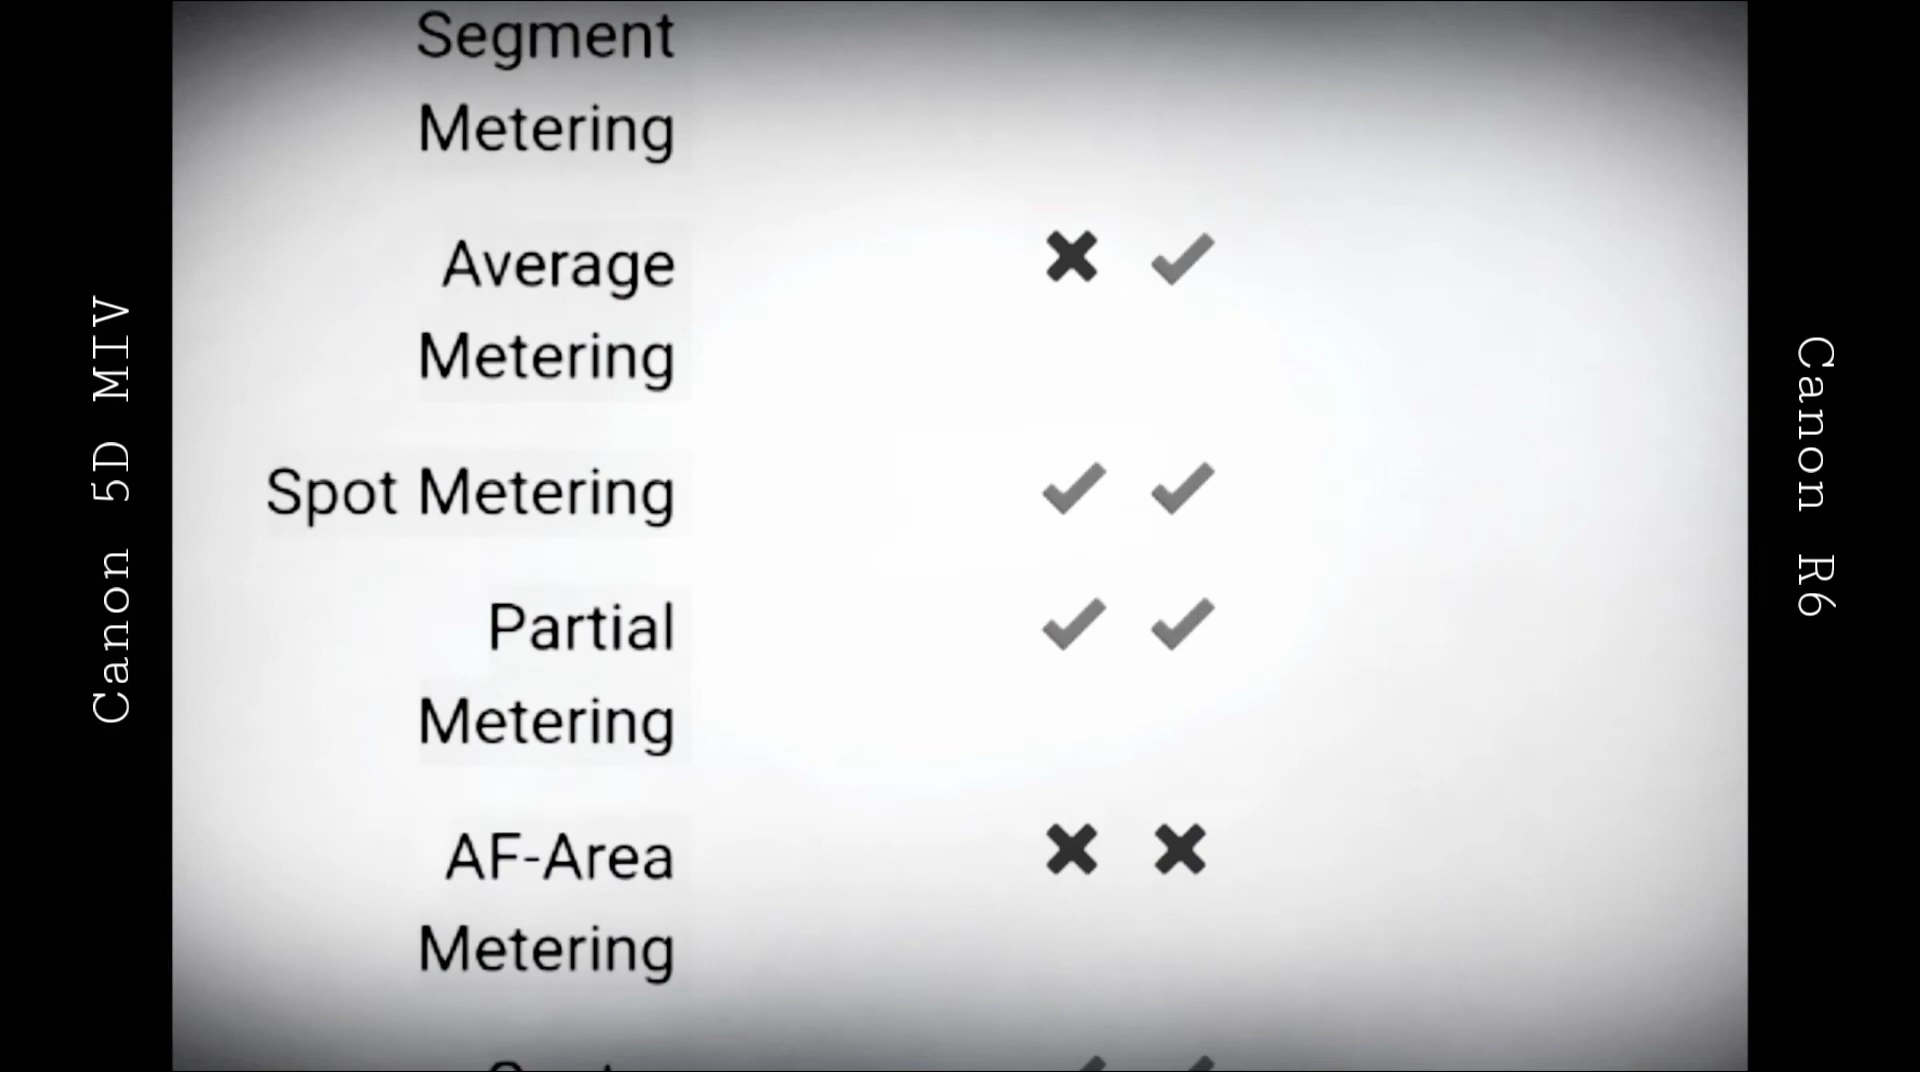 Segment
Metering
Average
Metering
Spot Metering
Partial
Metering
AF-Area
Metering
Canon 5D MIV
Canon R6